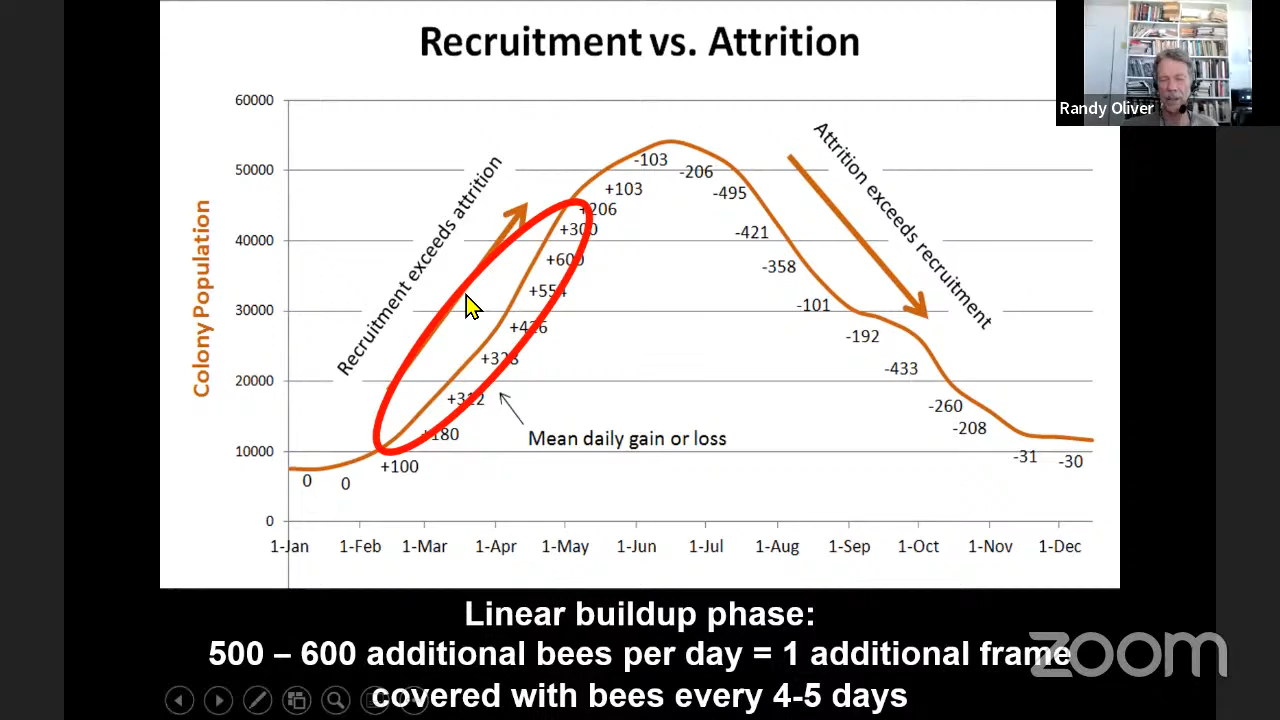 Recruitment vs. Attrition
Randy Oliver
Colony Population
60000
50000
40000
30000
20000
10000
0
Recruitment exceeds attrition
Attrition exceeds recruitment
0
0
+100
+180
+312
+328
+426
+554
+600
+300
+206
+103
-103
-206
-495
-421
-358
-101
-192
-433
-260
-208
-31
-30
Mean daily gain or loss
1-Jan 1-Feb 1-Mar 1-Apr 1-May 1-Jun 1-Jul 1-Aug 1-Sep 1-Oct 1-Nov 1-Dec
Linear buildup phase:
500 – 600 additional bees per day = 1 additional frame
covered with bees every 4-5 days
zoom